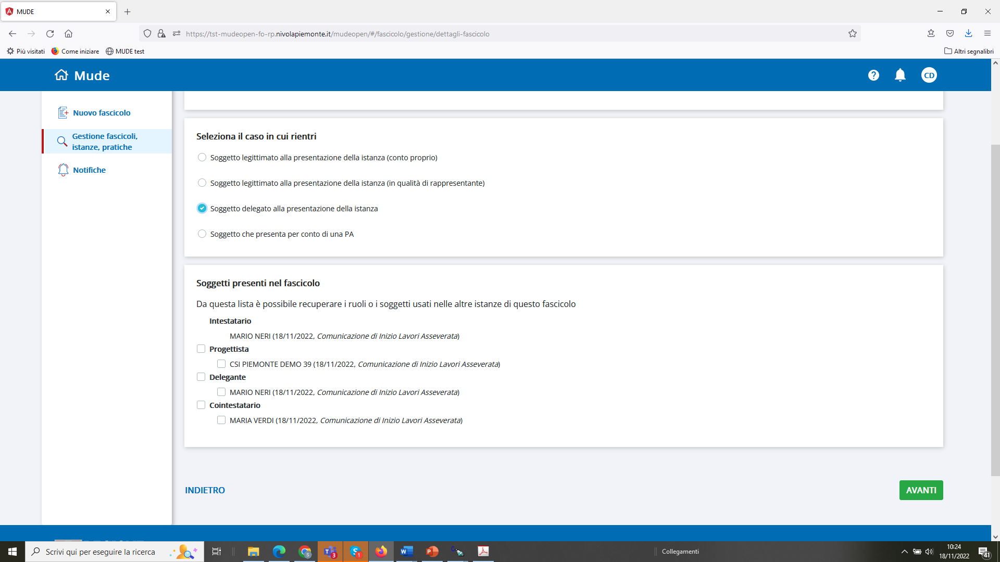 MUDE
https://tst-mudeopen-fo-rp.nivolapiemonte.it/mudeopen/#/fascicolo/gestione/dettagli-fascicolo
Più visitati
Come iniziare
MUDE test
Altri segnalibri
Mude
?
CD
Nuovo fascicolo
Gestione fascicoli,
istanze, pratiche
Notifiche
Seleziona il caso in cui rientri
Soggetto legittimato alla presentazione della istanza (conto proprio)
Soggetto legittimato alla presentazione della istanza (in qualità di rappresentante)
Soggetto delegato alla presentazione della istanza
Soggetto che presenta per conto di una PA
Soggetti presenti nel fascicolo
Da questa lista è possibile recuperare i ruoli o i soggetti usati nelle altre istanze di questo fascicolo
Intestatario
MARIO NERI (18/11/2022, Comunicazione di Inizio Lavori Asseverata)
Progettista
CSI PIEMONTE DEMO 39 (18/11/2022, Comunicazione di Inizio Lavori Asseverata)
Delegante
MARIO NERI (18/11/2022, Comunicazione di Inizio Lavori Asseverata)
Cointestatario
MARIA VERDI (18/11/2022, Comunicazione di Inizio Lavori Asseverata)
INDIETRO
AVANTI
Scrivi qui per eseguire la ricerca
Collegamenti
10:24
18/11/2022
41